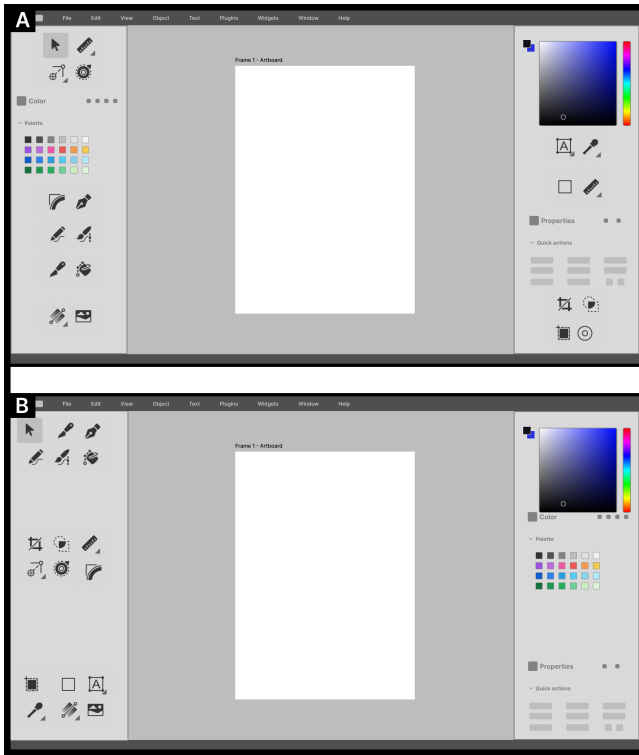 A
File Edit View Object Text Plugins Widgets Window Help
Frame 1 - Artboard
Color
Palette
A
Properties
Quick actions
B
File Edit View Object Text Plugins Widgets Window Help
Frame 1 - Artboard
Color
Palette
A
Properties
Quick actions